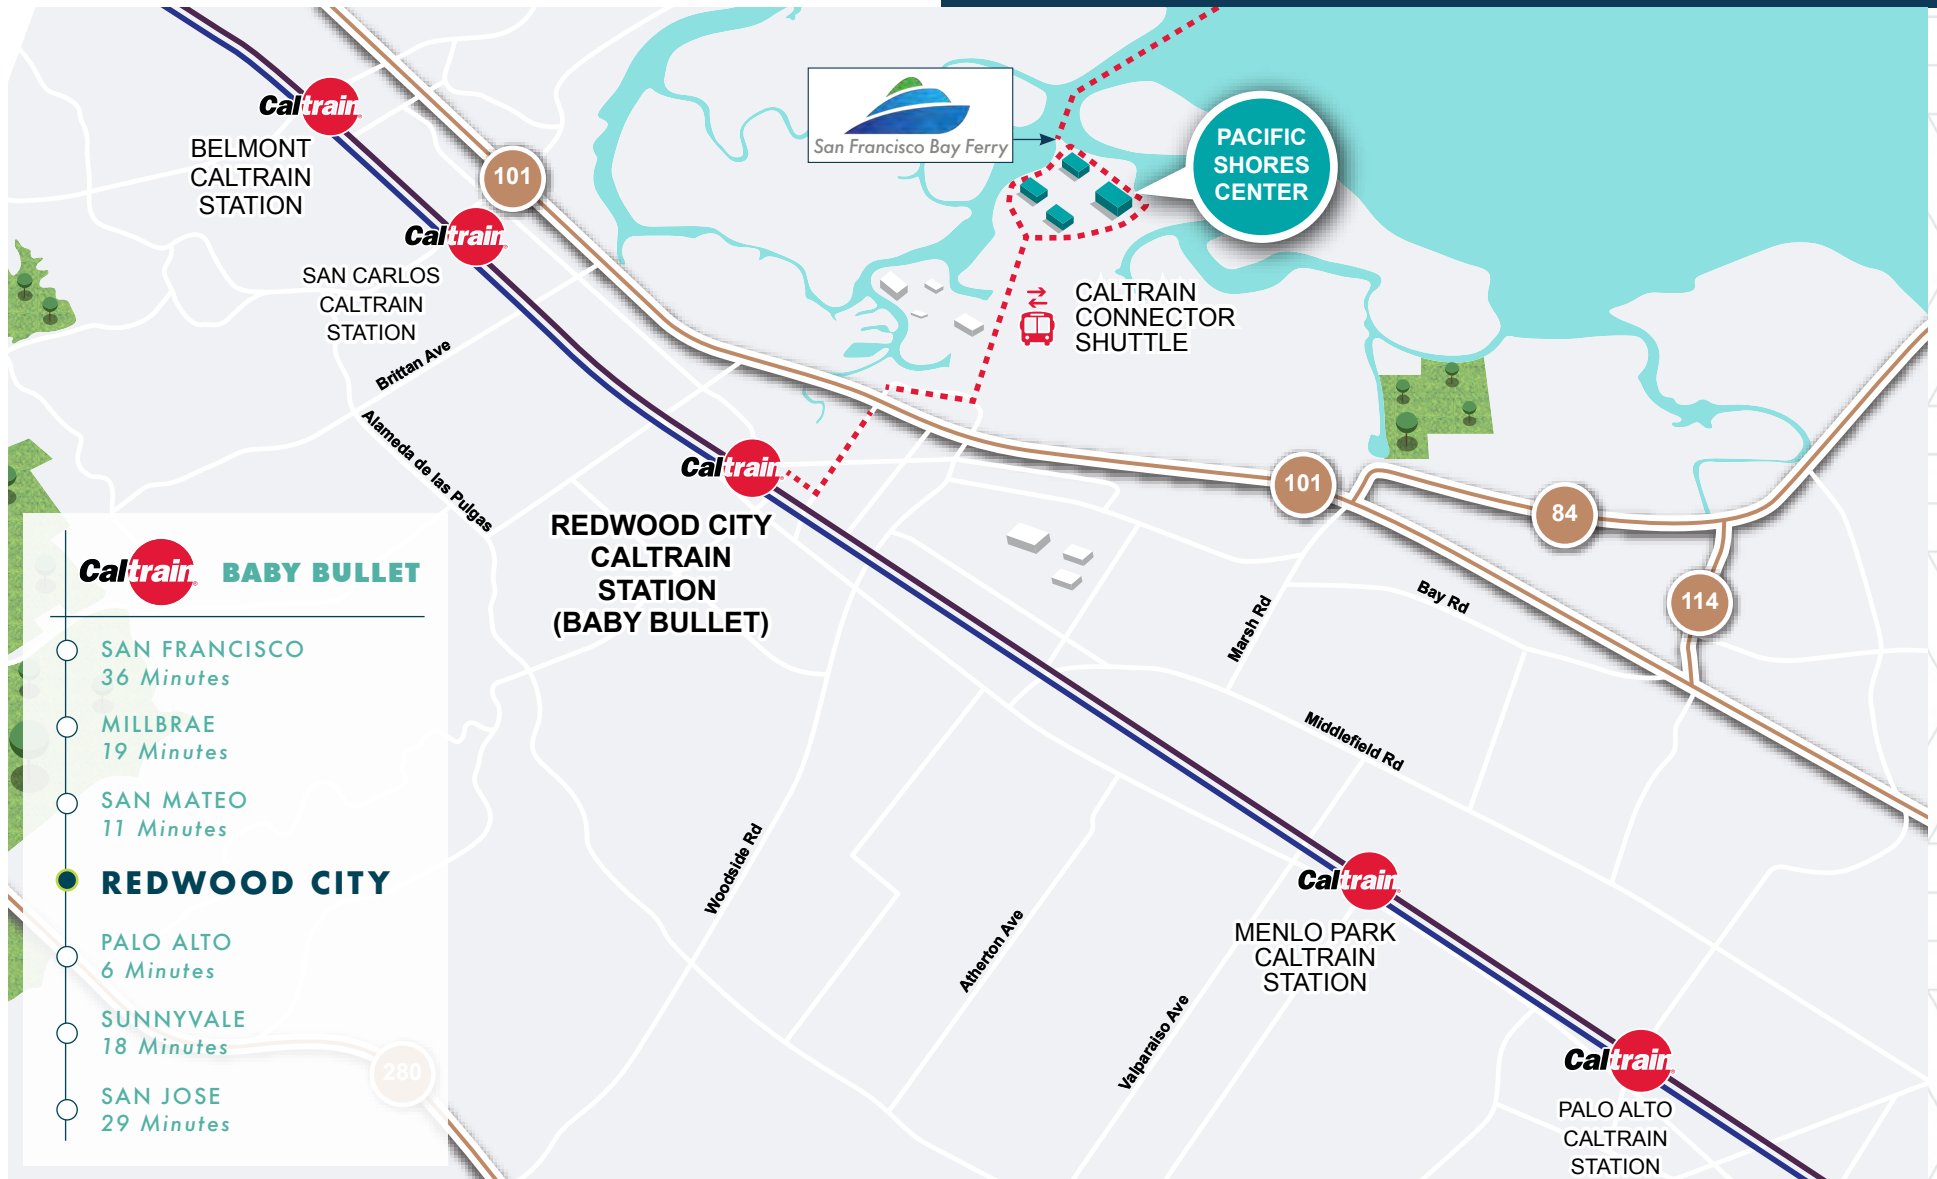 Caltrain
BELMONT
CALTRAIN
STATION
101
Caltrain
SAN CARLOS
CALTRAIN
STATION
San Francisco Bay Ferry
PACIFIC
SHORES
CENTER
CALTRAIN
CONNECTOR
SHUTTLE
Brittan Ave
Alameda de las Pulgas
Caltrain
REDWOOD CITY
CALTRAIN
STATION
(BABY BULLET)
101
84
114
Bay Rd
Marsh Rd
Middlefield Rd
Woodside Rd
Atherton Ave
Valparaiso Ave
Caltrain
MENLO PARK
CALTRAIN
STATION
Caltrain
PALO ALTO
CALTRAIN
STATION
Caltrain® BABY BULLET
SAN FRANCISCO
36 Minutes
MILLBRAE
19 Minutes
SAN MATEO
11 Minutes
REDWOOD CITY
PALO ALTO
6 Minutes
SUNNYVALE
18 Minutes
SAN JOSE
29 Minutes
280